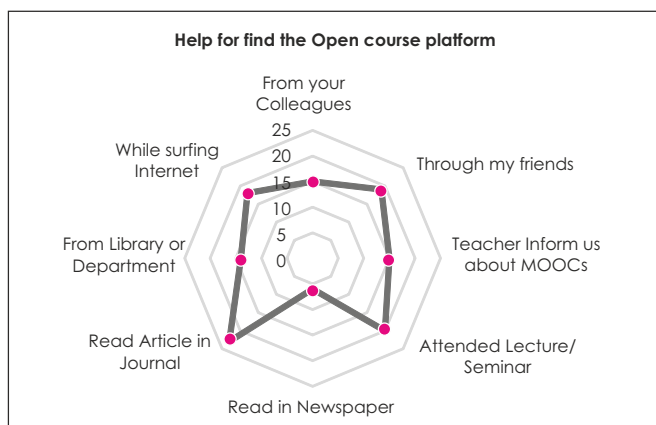 Help for find the Open course platform
From your
Colleagues
25
20
15
10
5
0
Through my friends
Teacher Inform us
about MOOCs
Attended Lecture/
Seminar
Read in Newspaper
Read Article in
Journal
From Library or
Department
While surfing
Internet